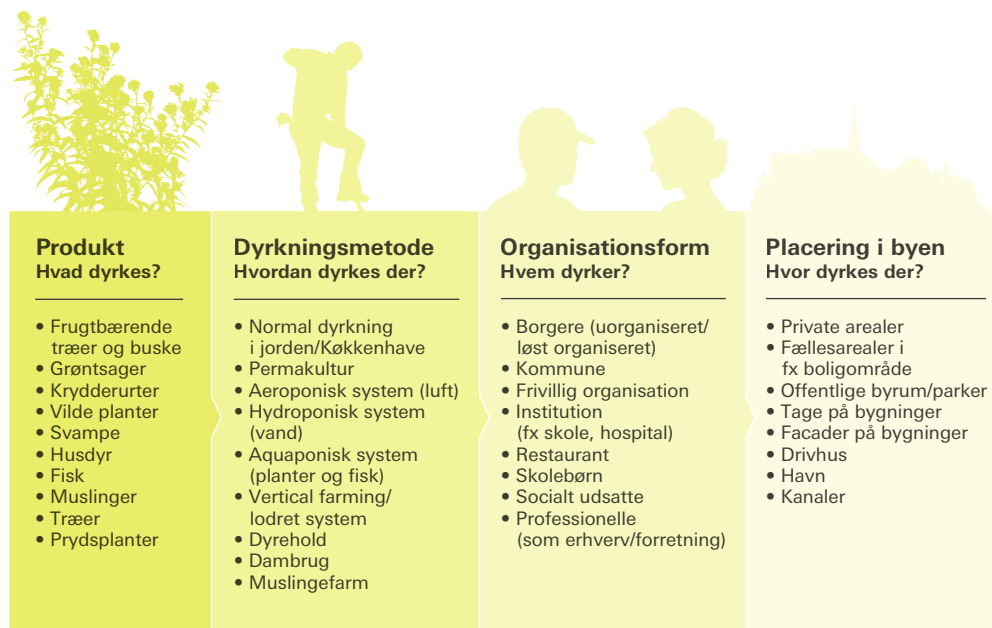 Produkt
Hvad dyrkes?
• Frugtbærende
træer og buske
• Grøntsager
• Krydderurter
• Vilde planter
• Svampe
• Husdyr
• Fisk
• Muslinger
• Træer
• Prydsplanter
Dyrkningsmetode
Hvordan dyrkes der?
• Normal dyrkning
i jorden/Køkkenhave
• Permakultur
• Aeroponisk system (luft)
• Hydroponisk system
(vand)
• Aquaponisk system
(planter og fisk)
• Vertical farming/
lodret system
• Dyrehold
• Dambrug
• Muslingefarm
Organisationsform
Hvem dyrker?
• Borgere (uorganiseret/
løst organiseret)
• Kommune
• Frivillig organisation
• Institution
(fx skole, hospital)
• Restaurant
• Skolebørn
• Socialt udsatte
• Professionelle
(som erhverv/forretning)
Placering i byen
Hvor dyrkes der?
• Private arealer
• Fællesarealer i
fx boligområde
• Offentlige byrum/parker
• Tage på bygninger
• Facader på bygninger
• Drivhus
• Havn
• Kanaler